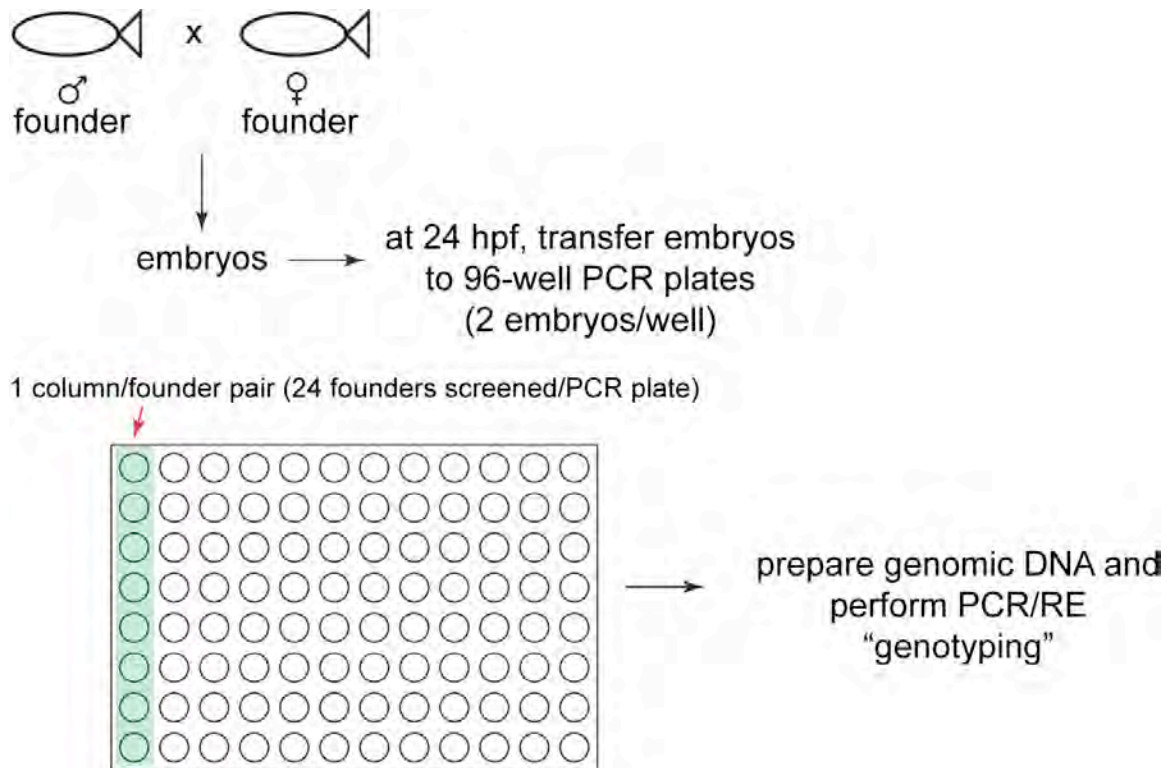 ♂ x ♀
founder founder
embryos
at 24 hpf, transfer embryos
to 96-well PCR plates
(2 embryos/well)
1 column/founder pair (24 founders screened/PCR plate)
prepare genomic DNA and
perform PCR/RE
“genotyping”